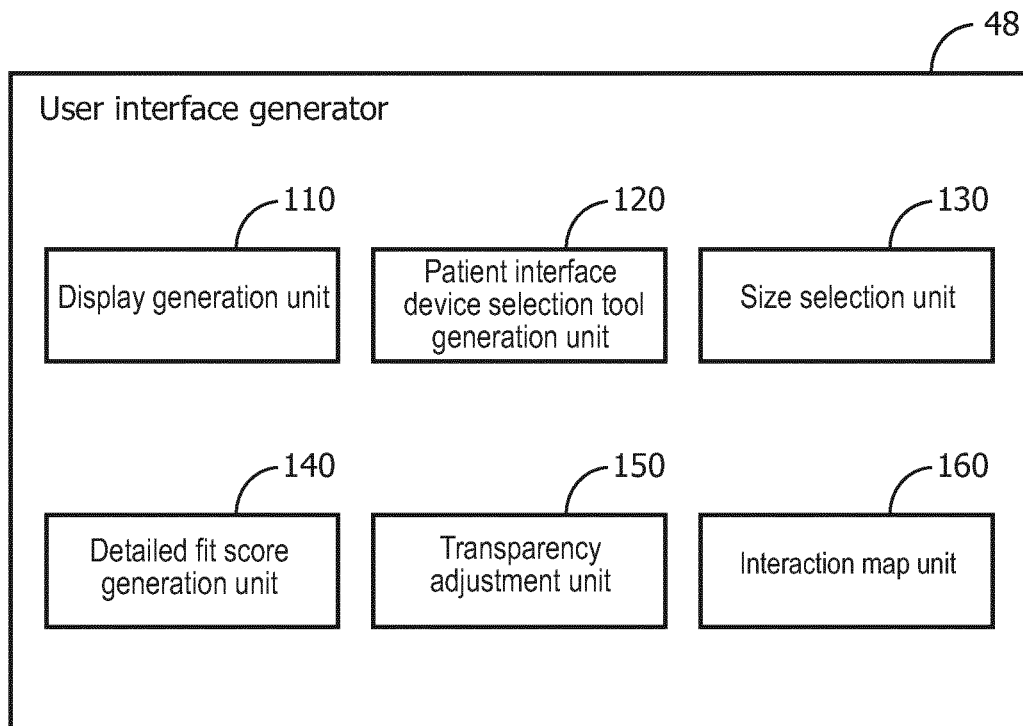 48
User interface generator
110
120
130
Display generation unit
Patient interface
device selection tool
generation unit
Size selection unit
140
150
160
Detailed fit score
generation unit
Transparency
adjustment unit
Interaction map unit